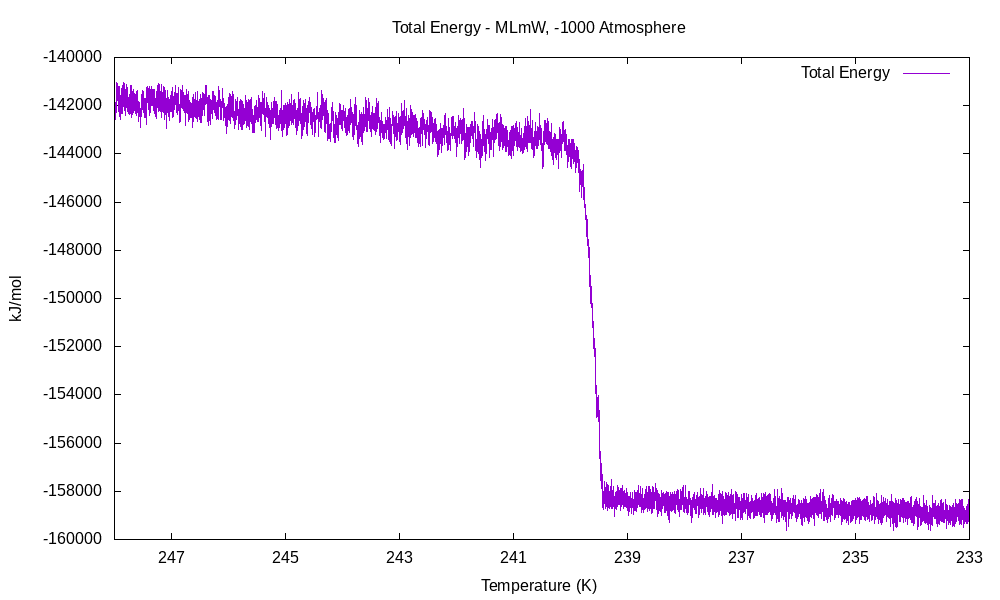 Total Energy - MLmW, -1000 Atmosphere
Total Energy
-140000
-142000
-144000
-146000
-148000
-150000
-152000
-154000
-156000
-158000
-160000
kJ/mol
247 245 243 241 239 237 235 233
Temperature (K)